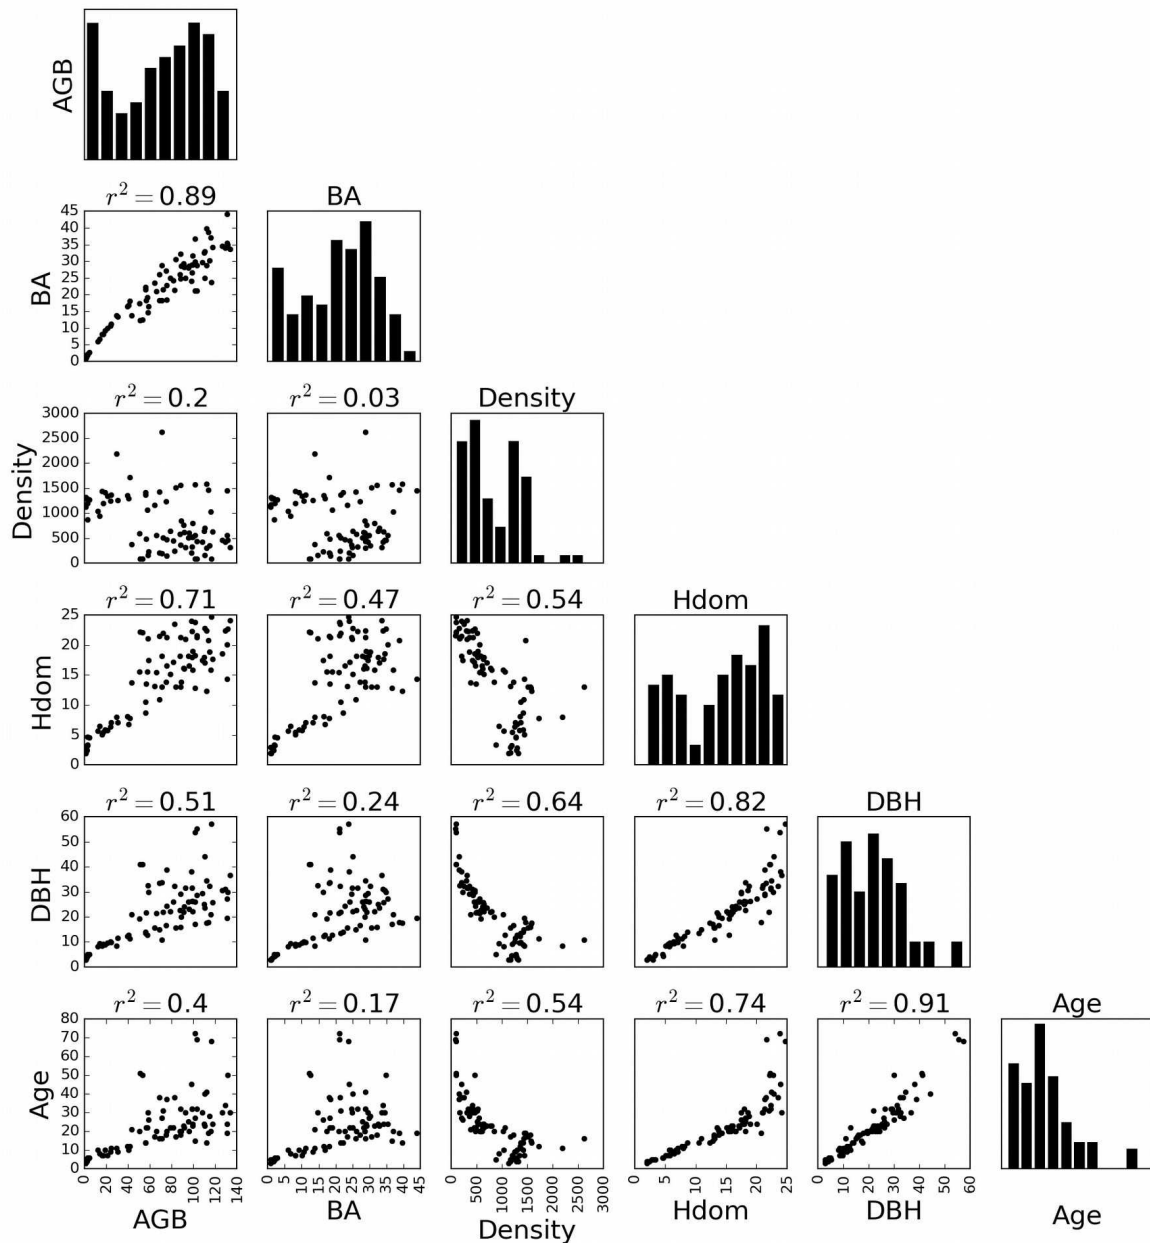 AGB
r² = 0.89 BA
BA
45
40
35
30
25
20
15
10
5
0
r² = 0.2 r² = 0.03 Density
Density
3000
2500
2000
1500
1000
500
0
r² = 0.71 r² = 0.47 r² = 0.54 Hdom
Hdom
25
20
15
10
5
0
r² = 0.51 r² = 0.24 r² = 0.64 r² = 0.82 DBH
DBH
60
50
40
30
20
10
0
r² = 0.4 r² = 0.17 r² = 0.54 r² = 0.74 r² = 0.91 Age
Age
80
70
60
50
40
30
20
10
0
0 20 40 60 80 100 120 140
0 5 10 15 20 25 30 35 40 45
0 500 1000 1500 2000 2500 3000
0 5 10 15 20 25
0 10 20 30 40 50 60
AGB BA Density Hdom DBH Age